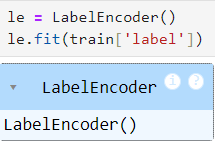 le = LabelEncoder()
le.fit(train['label'])
▾ LabelEncoder i ?
LabelEncoder()